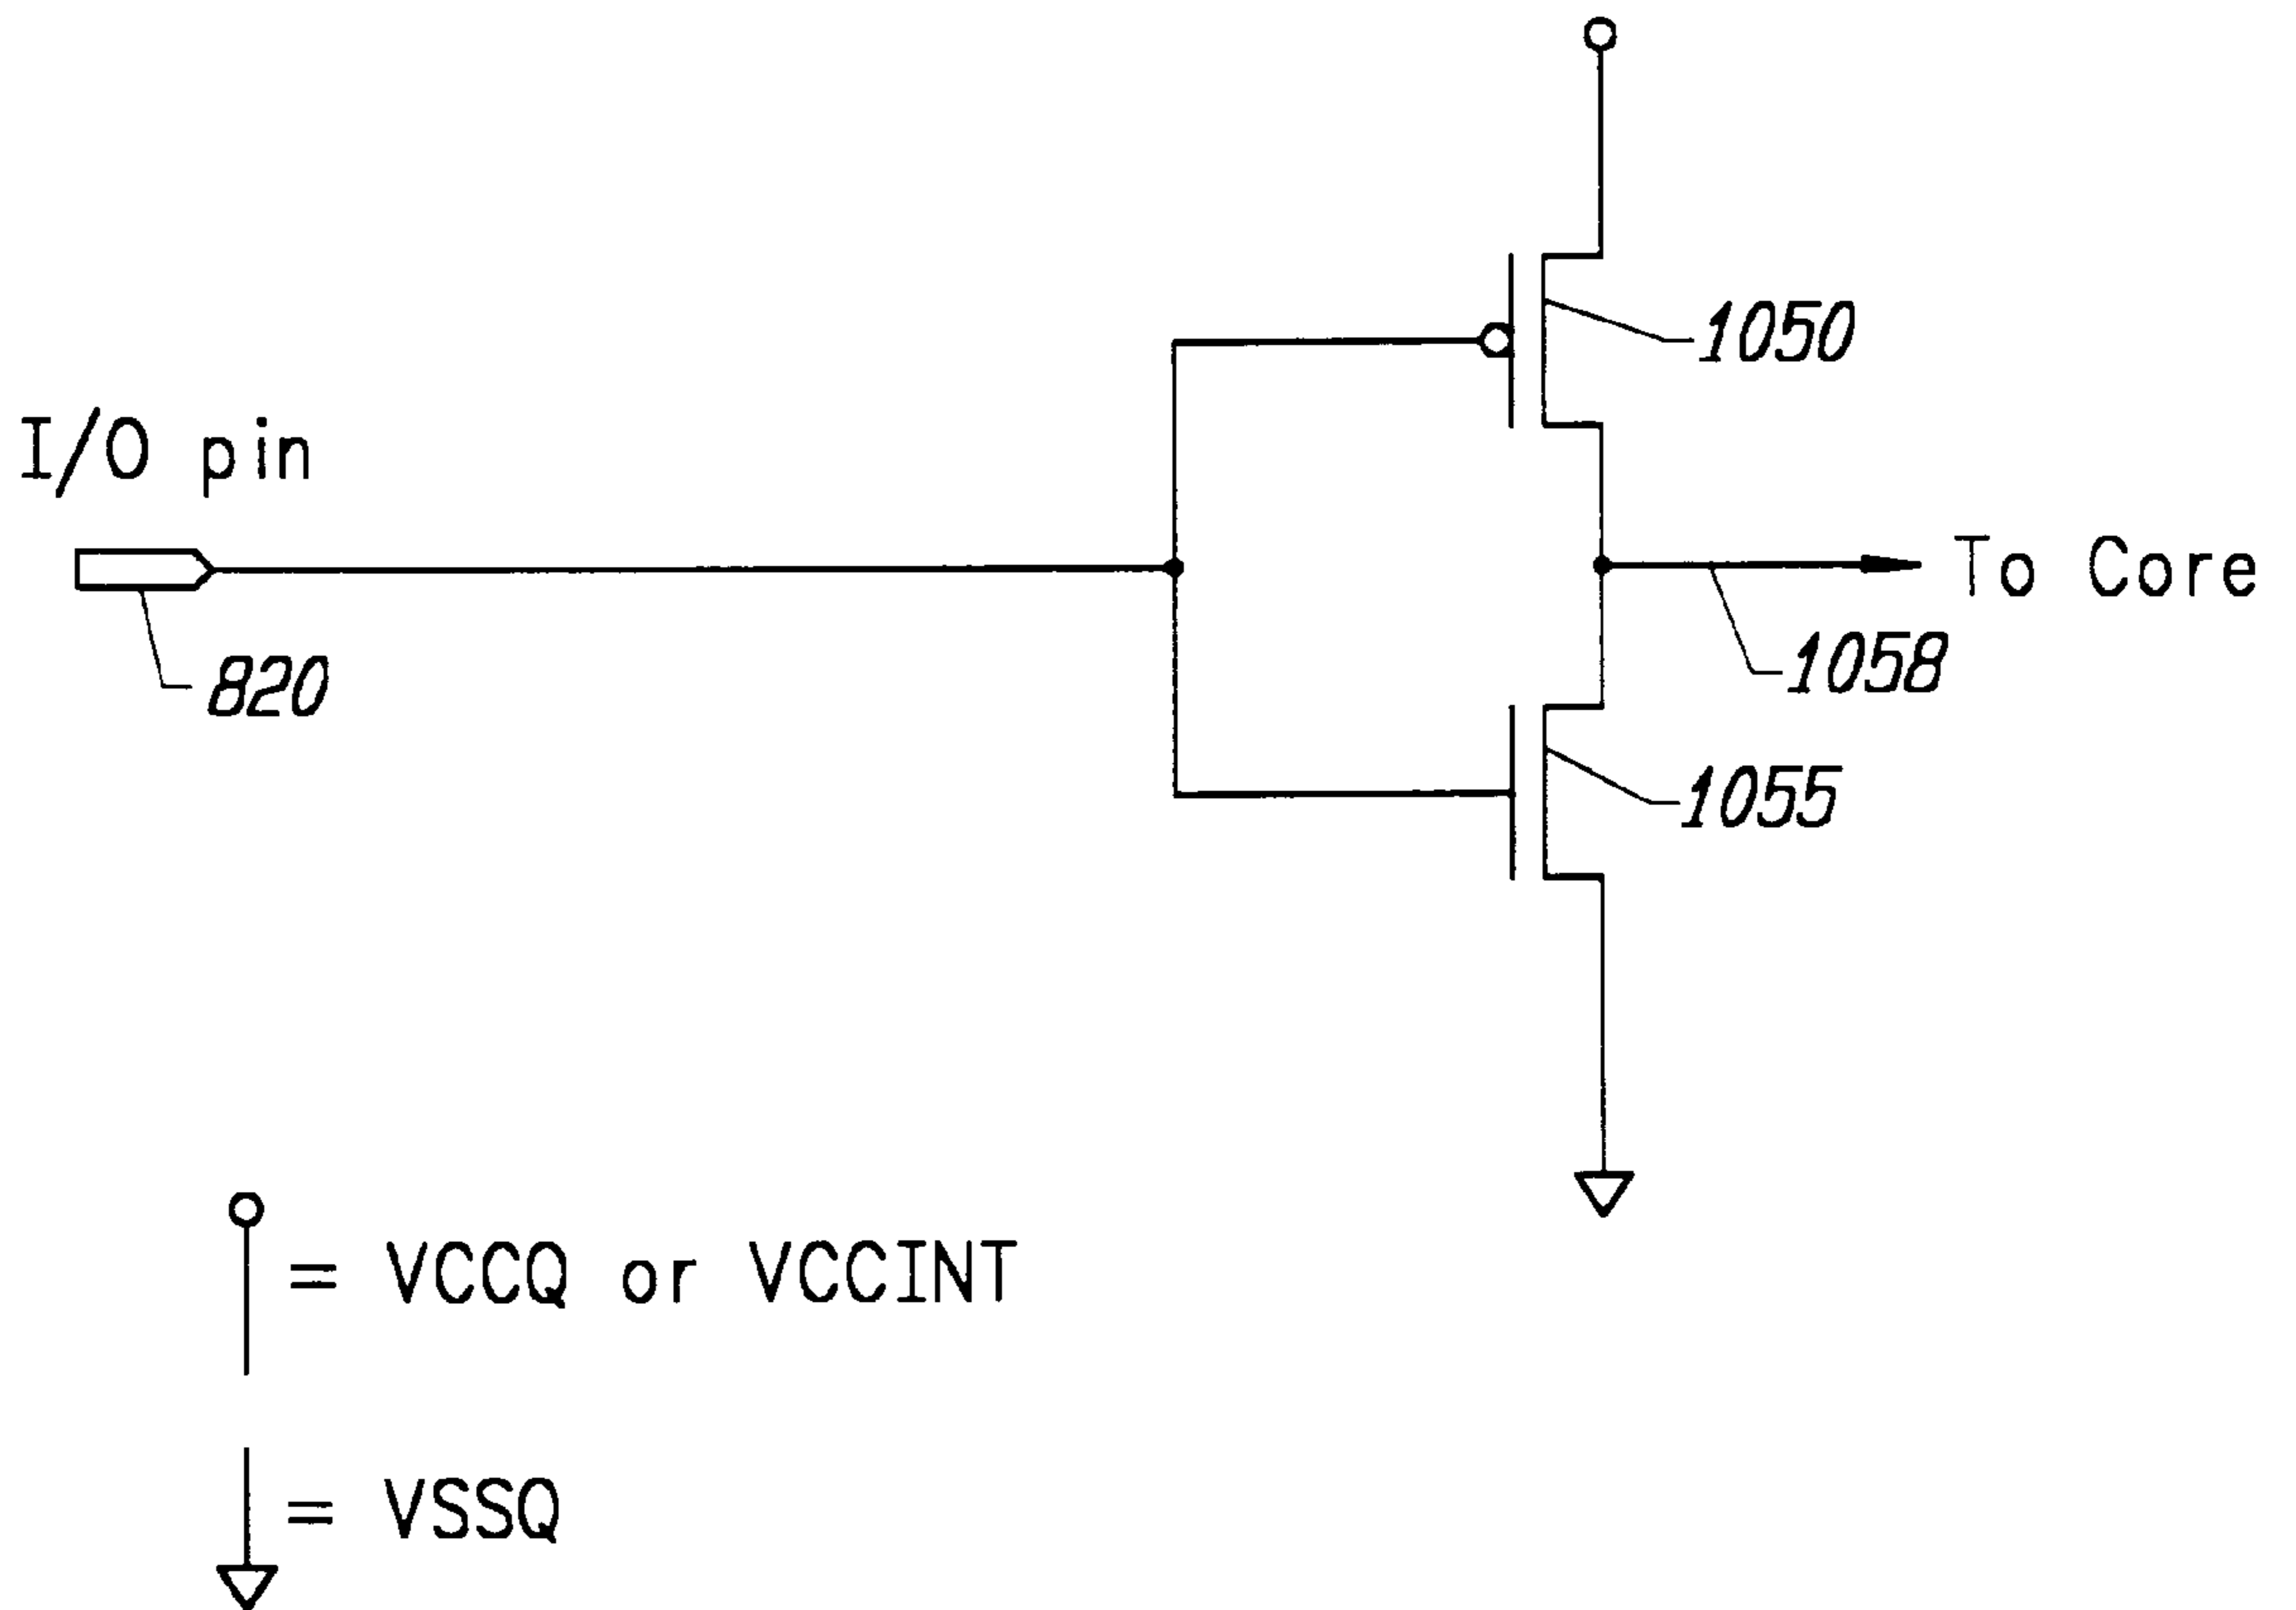 1050
I/O pin
To Core
820
1058
1055
= VCCQ or VCCINT
= VSSQ